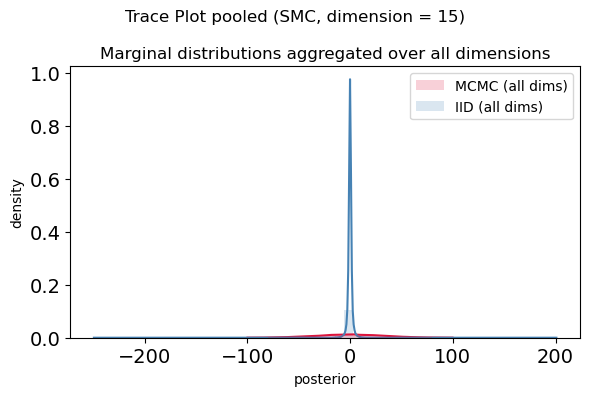 Trace Plot pooled (SMC, dimension = 15)
Marginal distributions aggregated over all dimensions
MCMC (all dims)
IID (all dims)
density
1.0
0.8
0.6
0.4
0.2
0.0
−200
−100
0
100
200
posterior